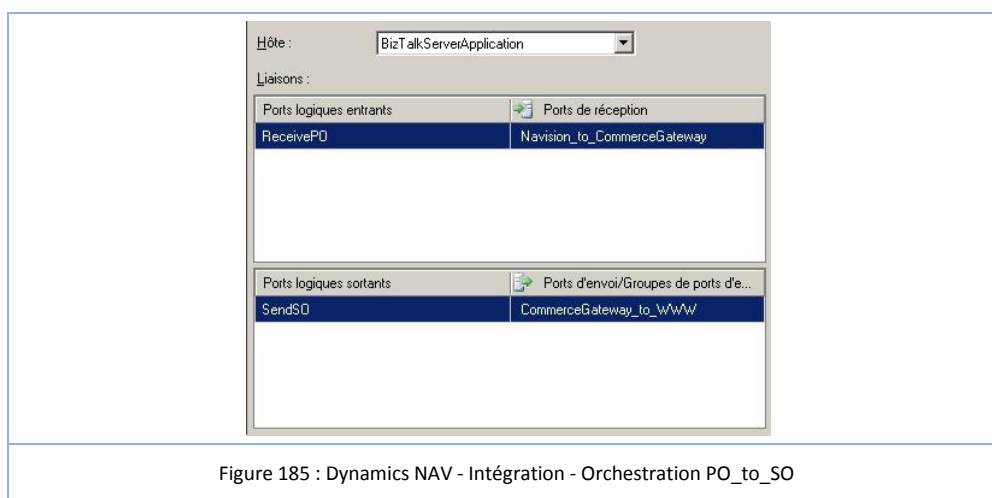 Hôte : BizTalkServerApplication
Liaisons :
Ports logiques entrants Ports de réception
ReceivePO Navision_to_CommerceGateway
Ports logiques sortants Ports d'envoi/Groupes de ports d'e...
SendSO CommerceGateway_to_WWW
Figure 185 : Dynamics NAV - Intégration - Orchestration PO_to_SO